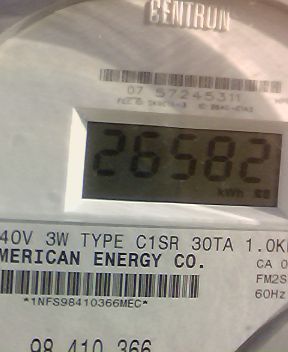 CENTRON
07 57245311
26582
kWh
40V 3W TYPE C1SR 30TA 1.0K
MERICAN ENERGY CO.
CA 0
FM2S
*1NFS98410366MEC*
60Hz
98 410 366